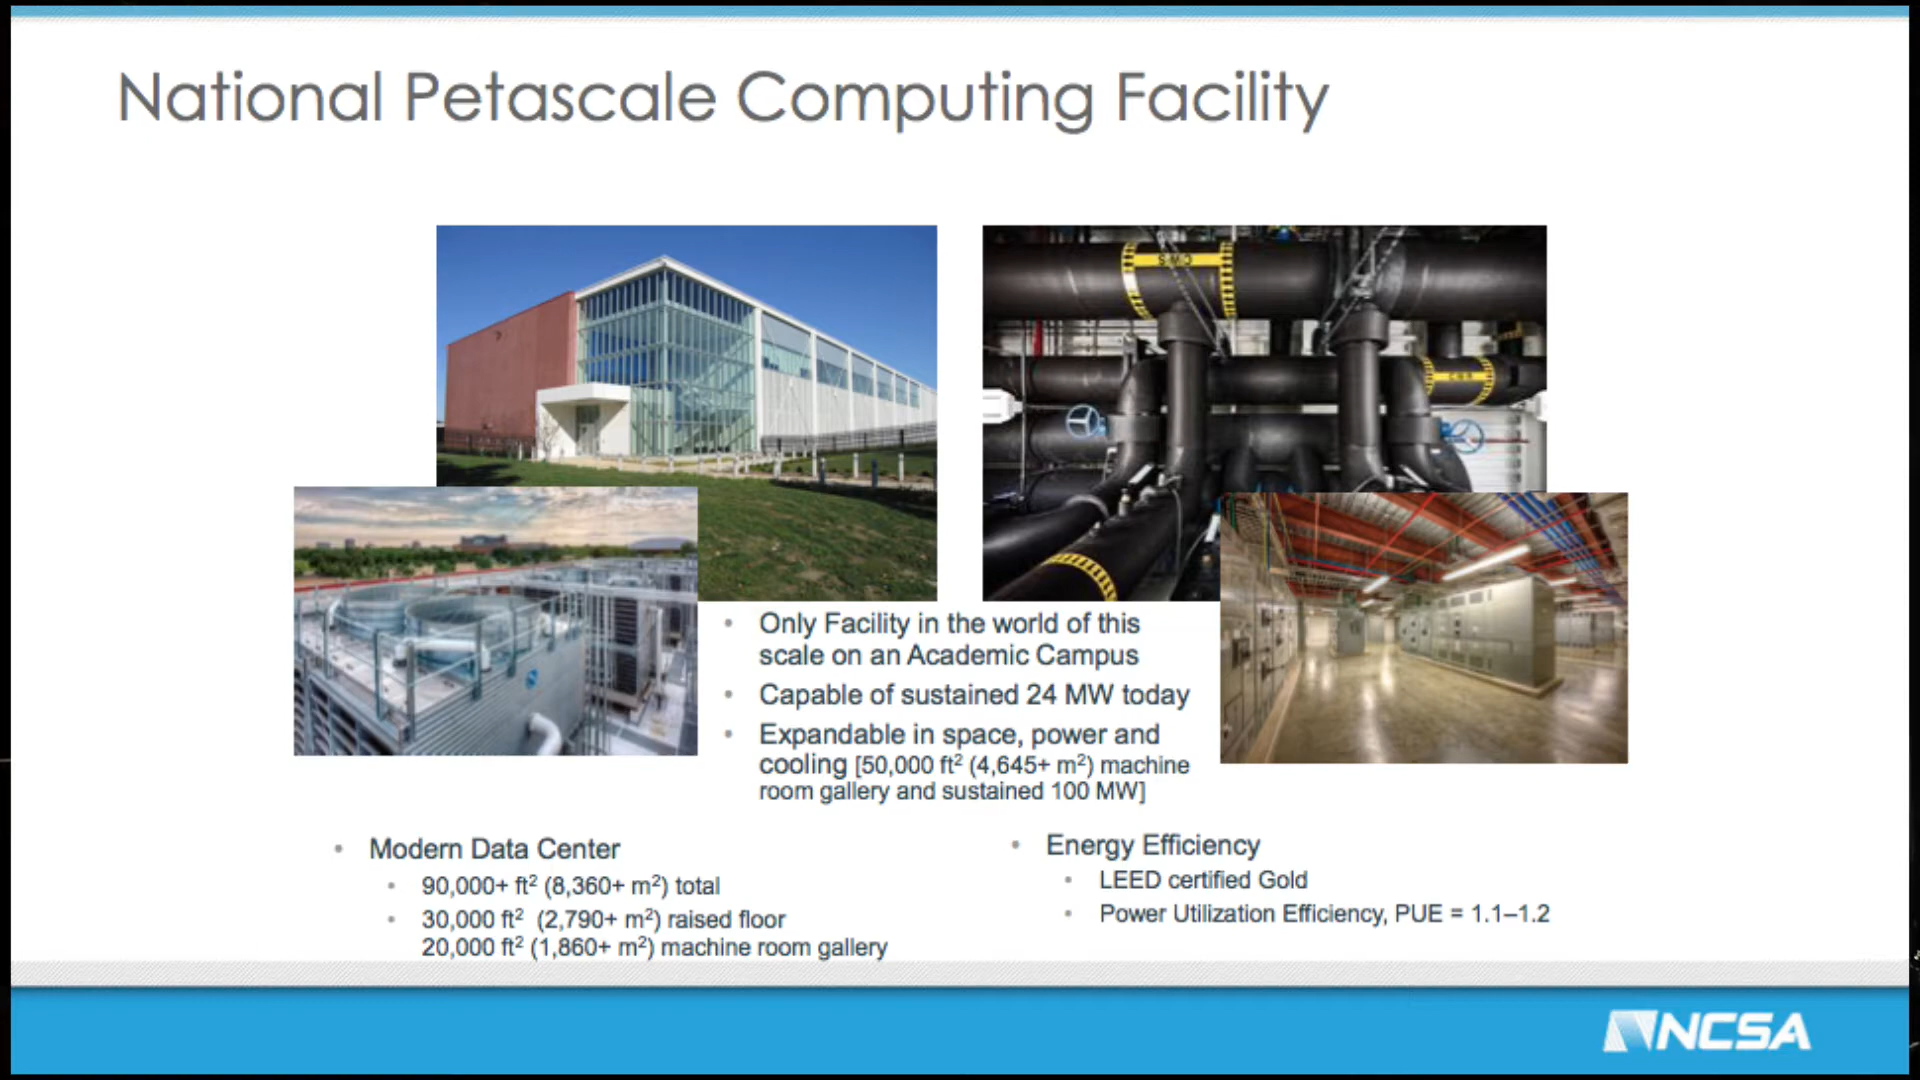 National Petascale Computing Facility
CWS
CWR
• Only Facility in the world of this
scale on an Academic Campus
• Capable of sustained 24 MW today
• Expandable in space, power and
cooling [50,000 ft² (4,645+ m²) machine
room gallery and sustained 100 MW]
• Modern Data Center
• 90,000+ ft² (8,360+ m²) total
• 30,000 ft² (2,790+ m²) raised floor
20,000 ft² (1,860+ m²) machine room gallery
• Energy Efficiency
• LEED certified Gold
• Power Utilization Efficiency, PUE = 1.1–1.2
NCSA